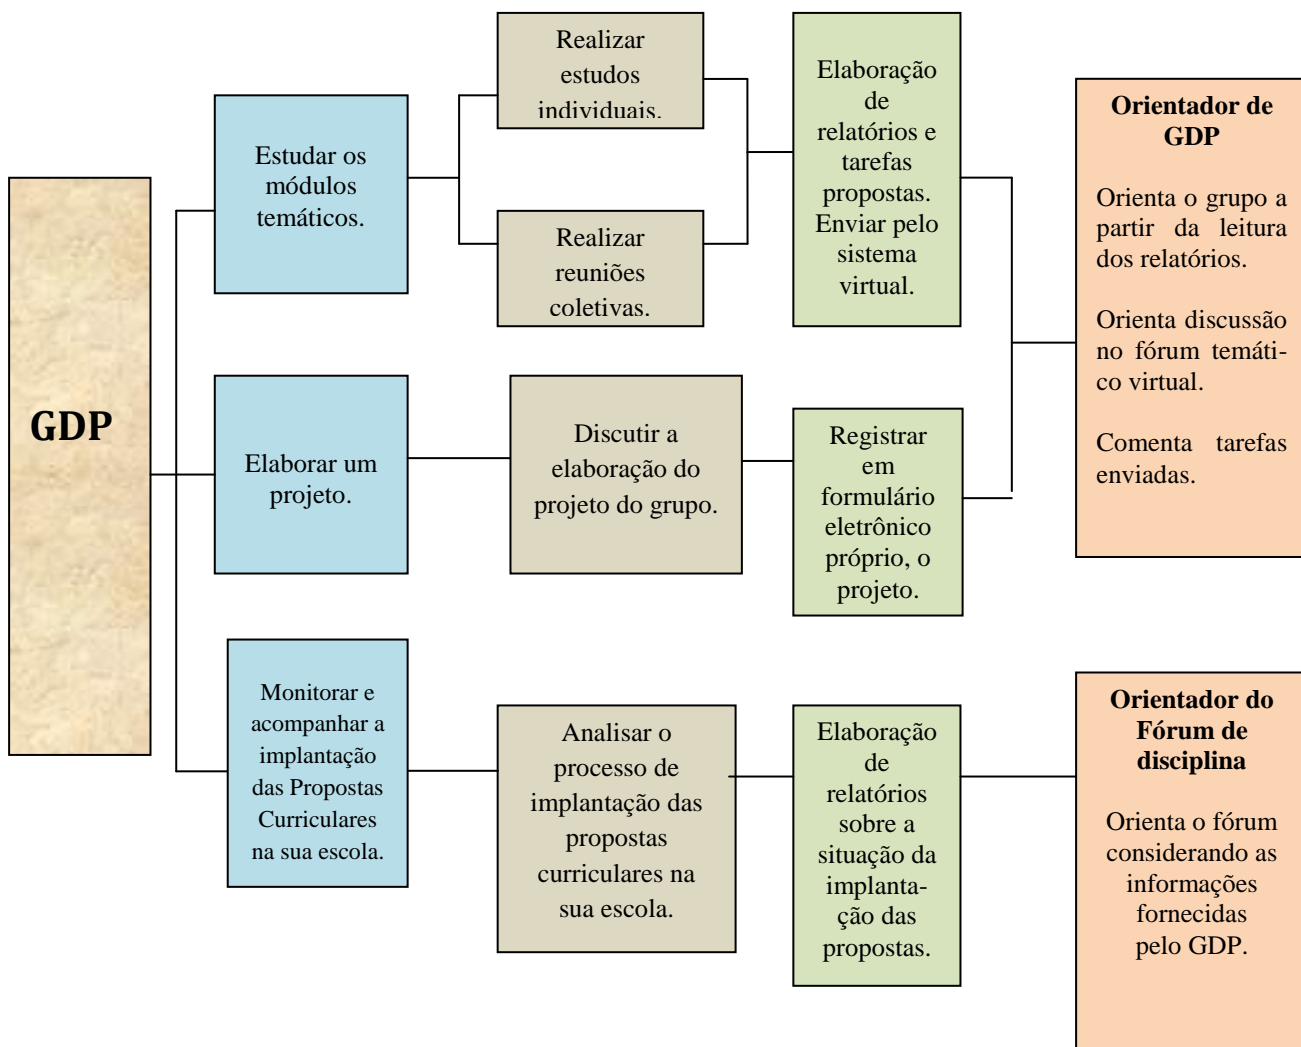 GDP
Estudar os
módulos
temáticos.
Realizar
estudos
individuais.
Realizar
reuniões
coletivas.
Elaboração
de
relatórios e
tarefas
propostas.
Enviar pelo
sistema
virtual.
Orientador de
GDP
Orienta o grupo a
partir da leitura
dos relatórios.
Orienta discussão
no fórum temáti-
co virtual.
Comenta tarefas
enviadas.
Elaborar um
projeto.
Discutir a
elaboração do
projeto do grupo.
Registrar
em
formulário
eletrônico
próprio, o
projeto.
Monitorar e
acompanhar a
implantação
das Propostas
Curriculares
na sua escola.
Analisar o
processo de
implantação das
propostas
curriculares na
sua escola.
Elaboração
de
relatórios
sobre a
situação da
implanta-
ção das
propostas.
Orientador do
Fórum de
disciplina
Orienta o fórum
considerando as
informações
fornecidas
pelo GDP.